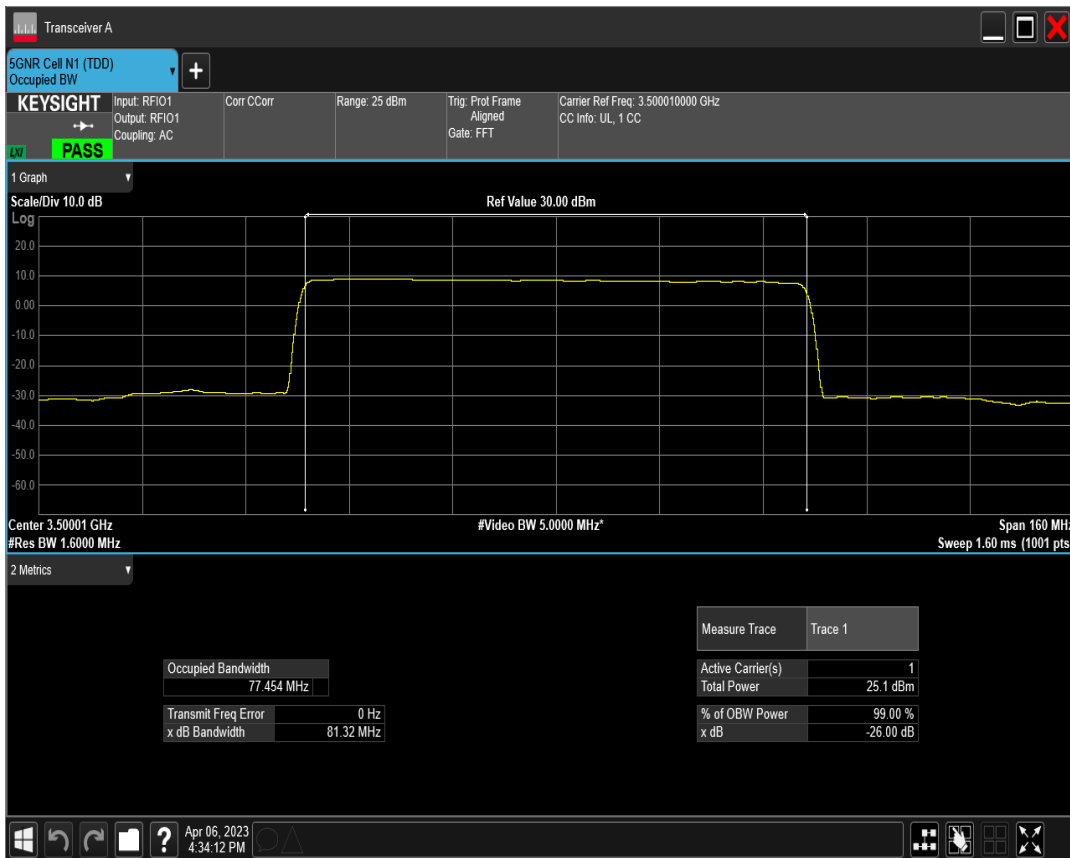 Transceiver A
5GNR Cell N1 (TDD)
Occupied BW
+
KEYSIGHT
LXI
PASS
Input: RFIO1
Output: RFIO1
Coupling: AC
Corr CCorr
Range: 25 dBm
Trig: Prot Frame
Aligned
Gate: FFT
Carrier Ref Freq: 3.500010000 GHz
CC Info: UL, 1 CC
1 Graph
Scale/Div 10.0 dB
Ref Value 30.00 dBm
Log
20.0
10.0
0.00
-10.0
-20.0
-30.0
-40.0
-50.0
-60.0
Center 3.50001 GHz
#Video BW 5.0000 MHz*
Span 160 MHz
#Res BW 1.6000 MHz
Sweep 1.60 ms (1001 pts
2 Metrics
Measure Trace Trace 1
Occupied Bandwidth
77.454 MHz
Active Carrier(s) 1
Total Power 25.1 dBm
Transmit Freq Error 0 Hz
x dB Bandwidth 81.32 MHz
% of OBW Power 99.00 %
x dB -26.00 dB
?
Apr 06, 2023
4:34:12 PM